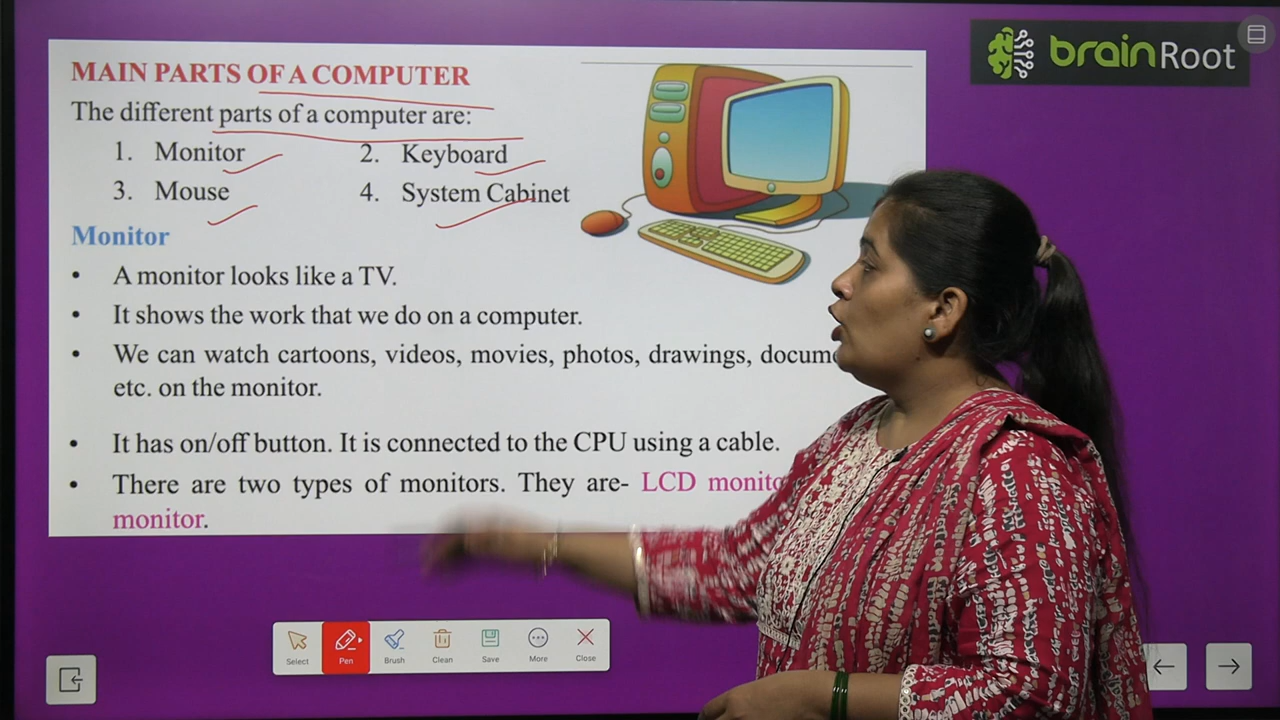 brainRoot
MAIN PARTS OF A COMPUTER
The different parts of a computer are:
1. Monitor 2. Keyboard
3. Mouse 4. System Cabinet
Monitor
• A monitor looks like a TV.
• It shows the work that we do on a computer.
• We can watch cartoons, videos, movies, photos, drawings,
etc. on the monitor.
• It has on/off button. It is connected to the CPU using a cable.
• There are two types of monitors. They are- LCD
monitor.
Select Pen Brush Clean Save More Close